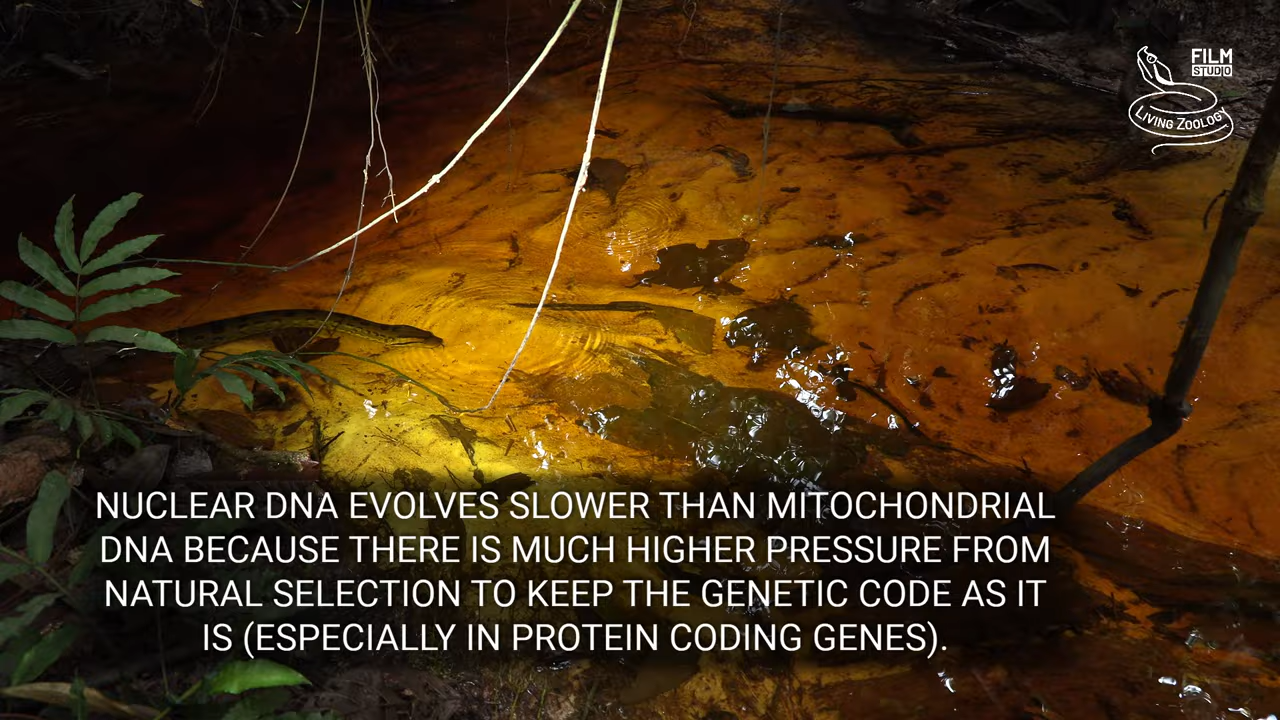 FILM
STUDIO
LIVING ZOOLOGY
NUCLEAR DNA EVOLVES SLOWER THAN MITOCHONDRIAL
DNA BECAUSE THERE IS MUCH HIGHER PRESSURE FROM
NATURAL SELECTION TO KEEP THE GENETIC CODE AS IT
IS (ESPECIALLY IN PROTEIN CODING GENES).